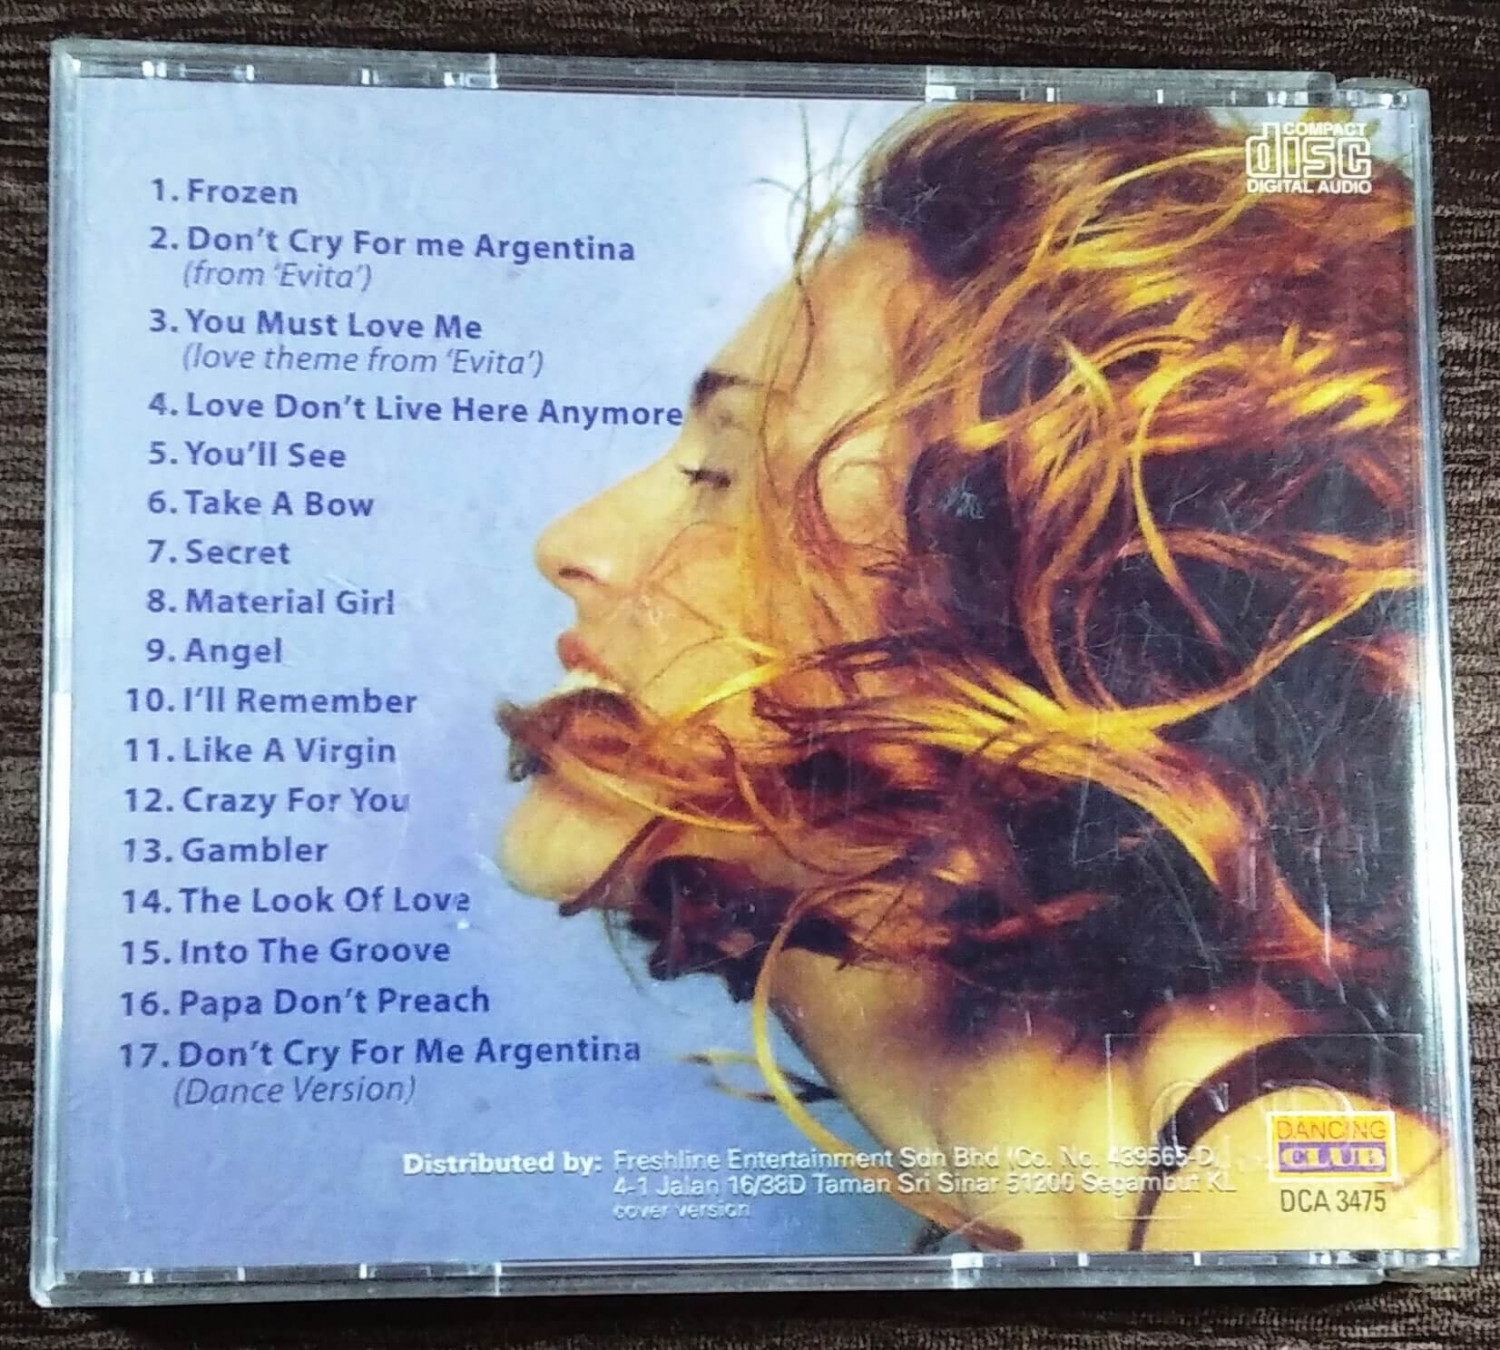 COMPACT
disc
DIGITAL AUDIO
1. Frozen
2. Don't Cry For me Argentina
(from 'Evita')
3. You Must Love Me
(love theme from 'Evita')
4. Love Don't Live Here Anymore
5. You'll See
6. Take A Bow
7. Secret
8. Material Girl
9. Angel
10. I'll Remember
11. Like A Virgin
12. Crazy For You
13. Gambler
14. The Look Of Love
15. Into The Groove
16. Papa Don't Preach
17. Don't Cry For Me Argentina
(Dance Version)
Distributed by: Freshline Entertainment Sdn Bhd (Co. No. 439565-D)
4-1 Jalan 16/38D Taman Sri Sinar 51200 Segambut KL
cover version
DANCING
CLUB
DCA 3475